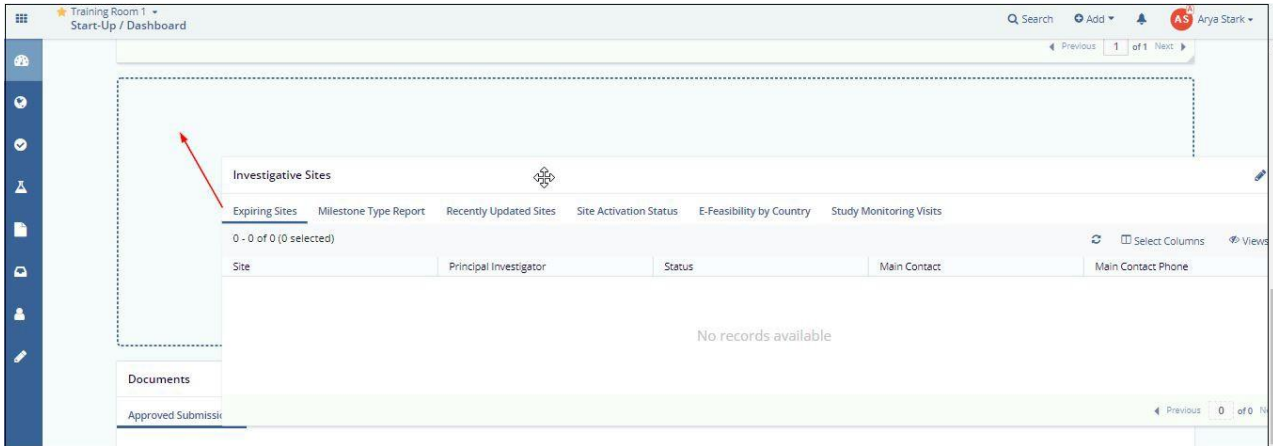 Training Room 1
Start-Up / Dashboard
Search Add A AS Arya Stark
Previous 1 of 1 Next
Investigative Sites
Expiring Sites Milestone Type Report Recently Updated Sites Site Activation Status E-Feasibility by Country Study Monitoring Visits
0 - 0 of 0 (0 selected) Select Columns Views
Site Principal Investigator Status Main Contact Main Contact Phone
No records available
Documents
Approved Submissi
Previous 0 of 0 N